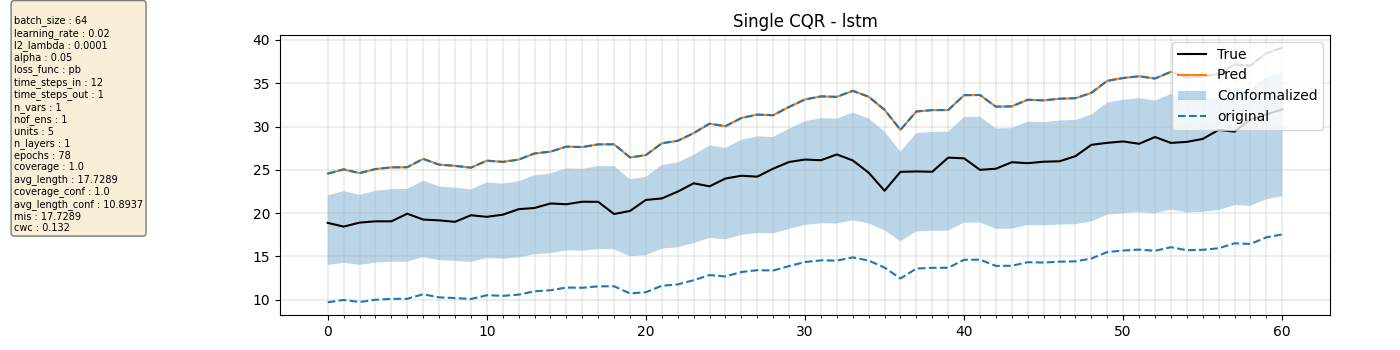 batch_size : 64
learning_rate : 0.02
l2_lambda : 0.0001
alpha : 0.05
loss_func : pb
time_steps_in : 12
time_steps_out : 1
n_vars : 1
nof_ens : 1
units : 5
n_layers : 1
epochs : 78
coverage : 1.0
avg_length : 17.7289
coverage_conf : 1.0
avg_length_conf : 10.8937
mis : 17.7289
cwc : 0.132
Single CQR - lstm
40
35
30
25
20
15
10
0 10 20 30 40 50 60
True
Pred
Conformalized
original